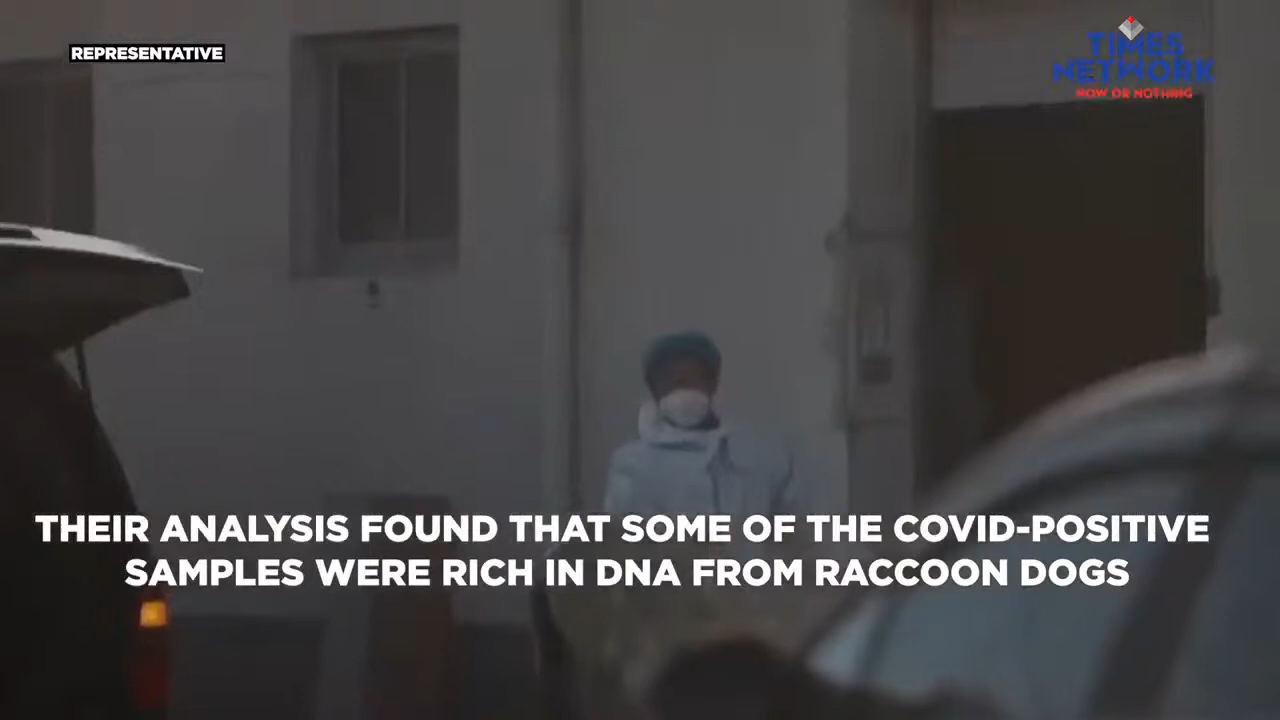 REPRESENTATIVE
TIMES
NETWORK
NOW OR NOTHING
THEIR ANALYSIS FOUND THAT SOME OF THE COVID-POSITIVE
SAMPLES WERE RICH IN DNA FROM RACCOON DOGS